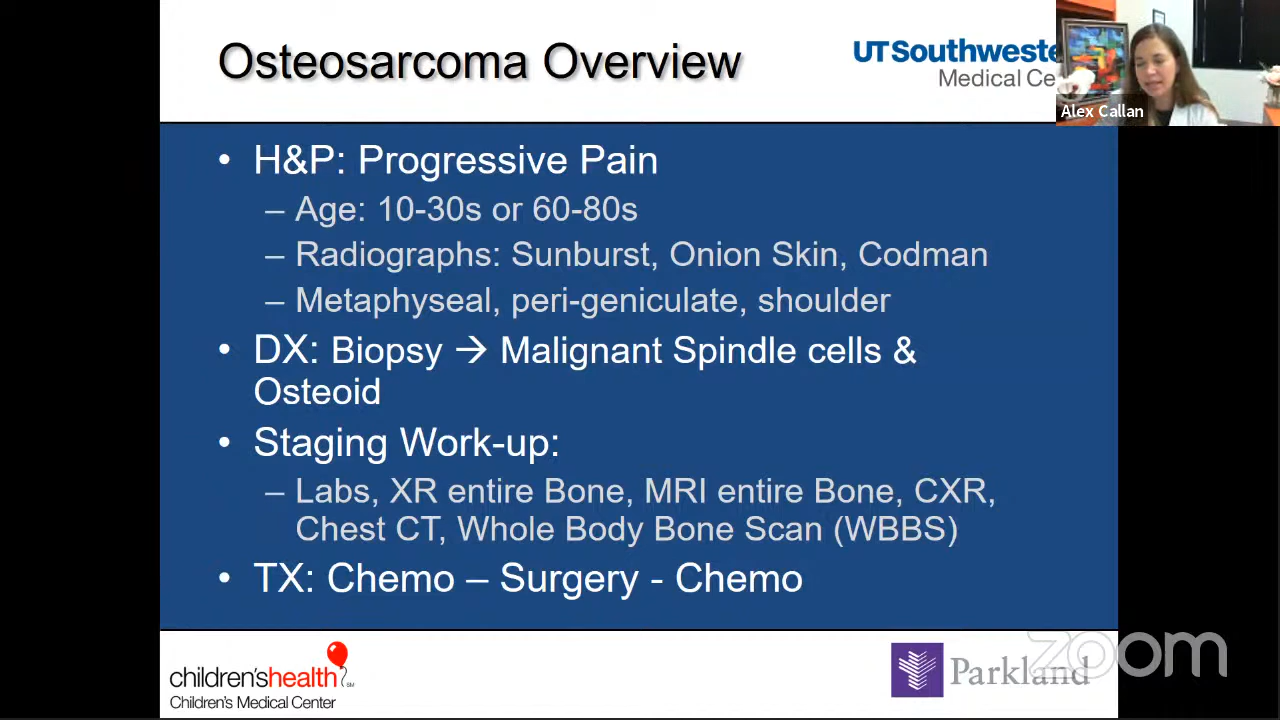 Osteosarcoma Overview
UTSouthweste
Medical Ce
Alex Callan
• H&P: Progressive Pain
– Age: 10-30s or 60-80s
– Radiographs: Sunburst, Onion Skin, Codman
– Metaphyseal, peri-geniculate, shoulder
• DX: Biopsy → Malignant Spindle cells &
Osteoid
• Staging Work-up:
– Labs, XR entire Bone, MRI entire Bone, CXR,
Chest CT, Whole Body Bone Scan (WBBS)
• TX: Chemo – Surgery - Chemo
children'shealth
Children's Medical Center
Parkland
zoom